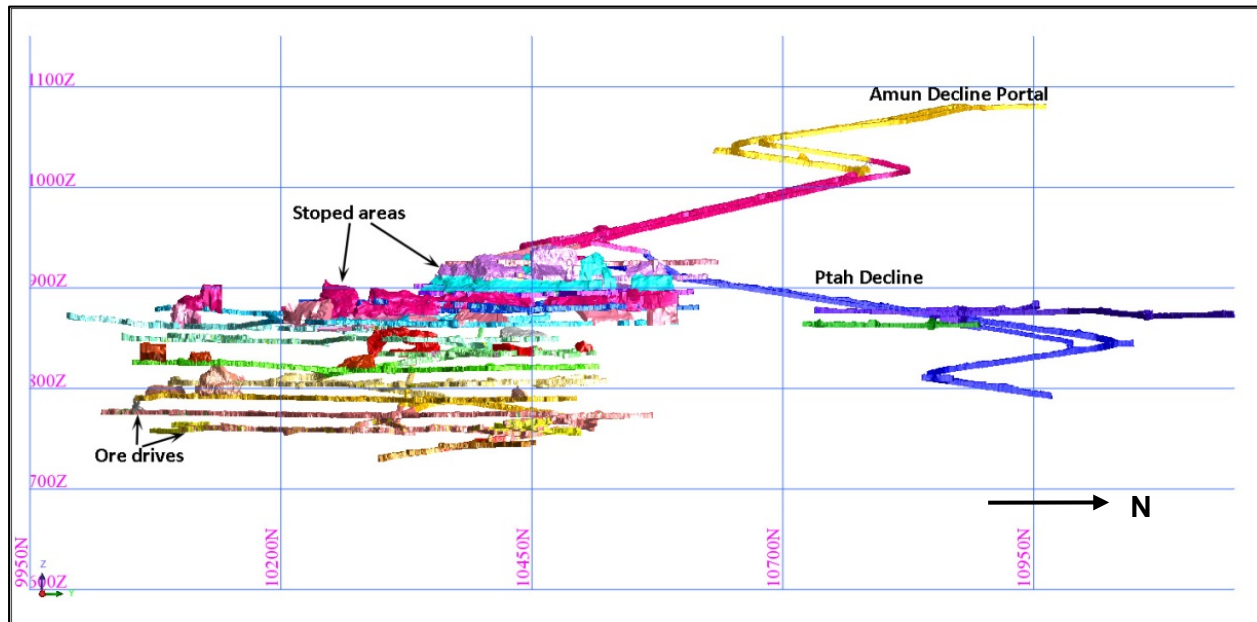 1100Z
Amun Decline Portal
1000Z
Stoped areas
900Z
Ptah Decline
800Z
Ore drives
700Z
N
9950N
10200N
10450N
10700N
10950N
600Z
Z
Y